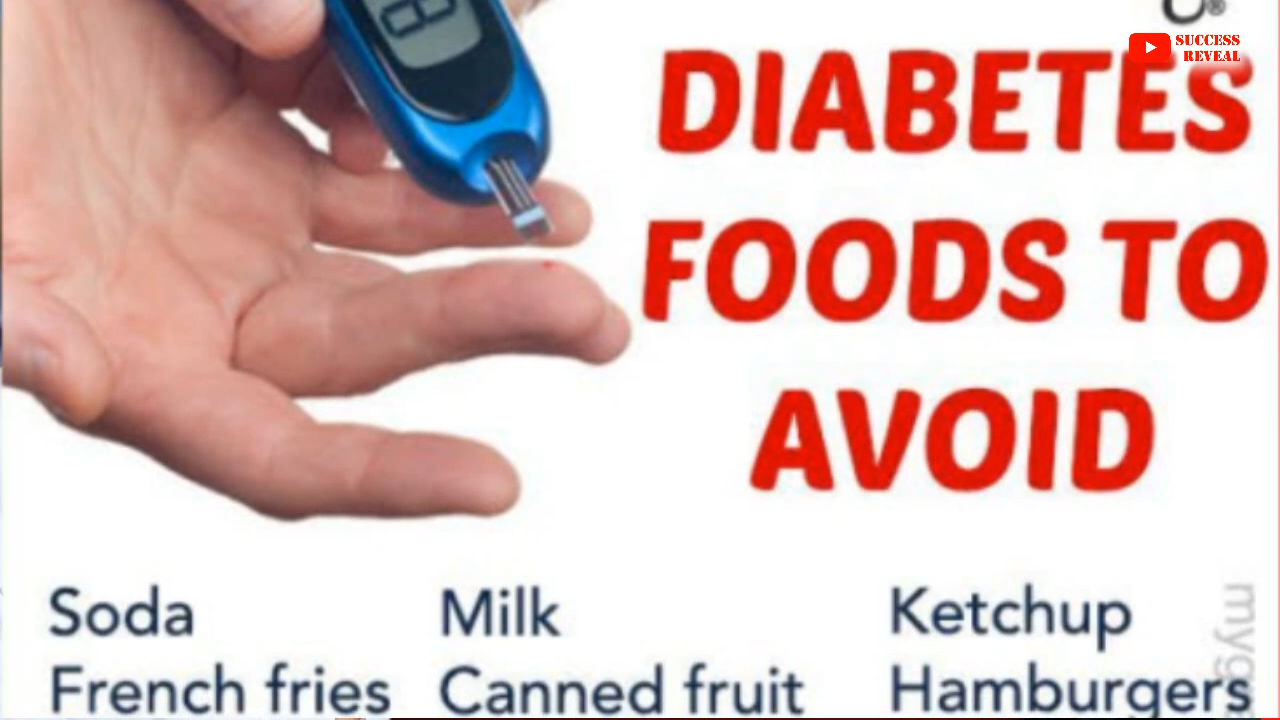 SUCCESS
REVEAL
DIABETES
FOODS TO
AVOID
Soda
Milk
Ketchup
French fries
Canned fruit
Hamburgers